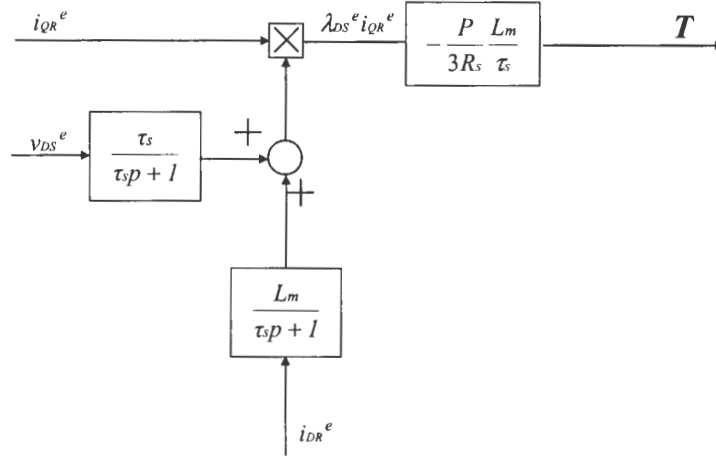 i_QR^e
λ_DS^e i_QR^e
- P/3R_s L_m/τ_s
T
v_DS^e
τ_s/τ_s p + 1
+
+
L_m/τ_s p + 1
i_DR^e